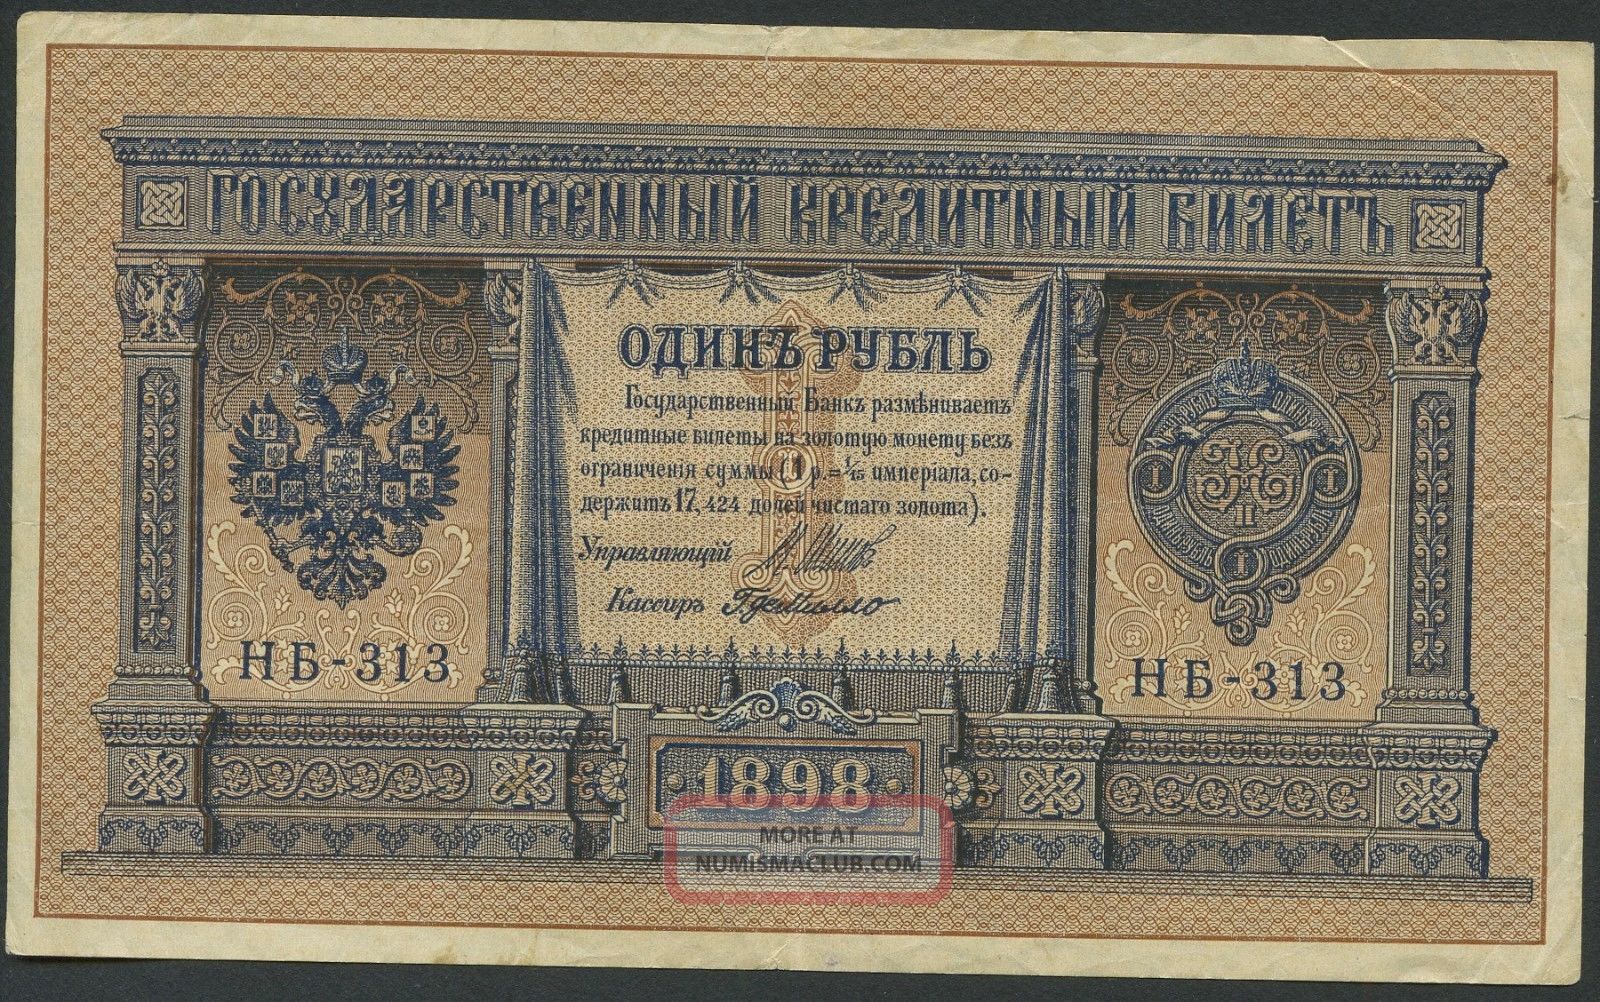 ГОСУДАРСТВЕННЫЙ КРЕДИТНЫЙ БИЛЕТЪ
ОДИНЪ РУБЛЬ
Государственный Банкъ размѣниваетъ
кредитные билеты на золотую монету безъ
ограниченія суммы (1 р. = 1/15 имперіала, со-
держитъ 17,424 долей чистаго золота).
Управляющій
Кассиръ
НБ-313
НБ-313
I
I
I
II
1898
MORE AT
NUMISMACLUB.COM